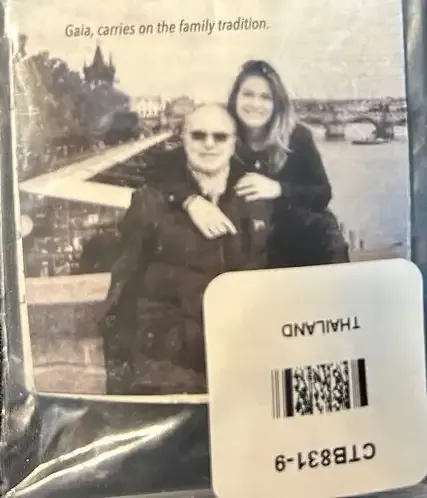 Gaia, carries on the family tradition.
CTB831-9
THAILAND